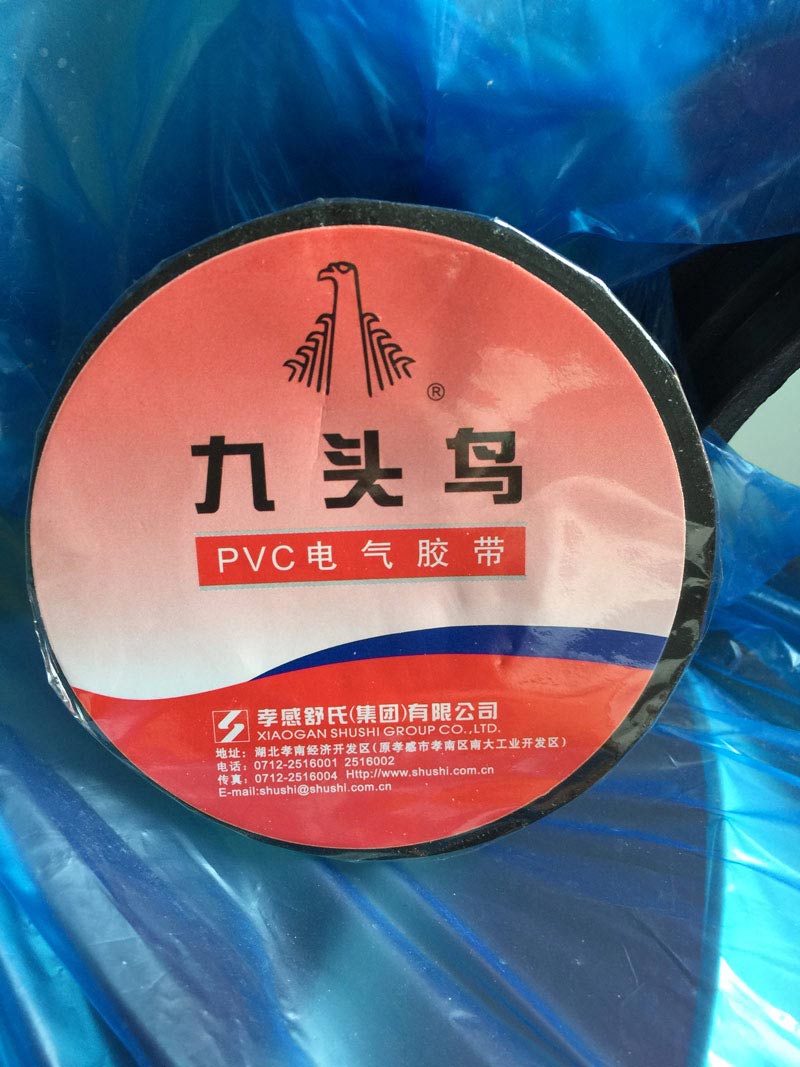 ®
九头鸟
PVC电气胶带
孝感舒氏(集团)有限公司
XIAOGAN SHUSHI GROUP CO.,LTD.
地址：湖北孝南经济开发区(原孝感市孝南区南大工业开发区)
电话：0712-2516001 2516002
传真：0712-2516004 Http://www.shushi.com.cn
E-mail:shushi@shushi.com.cn